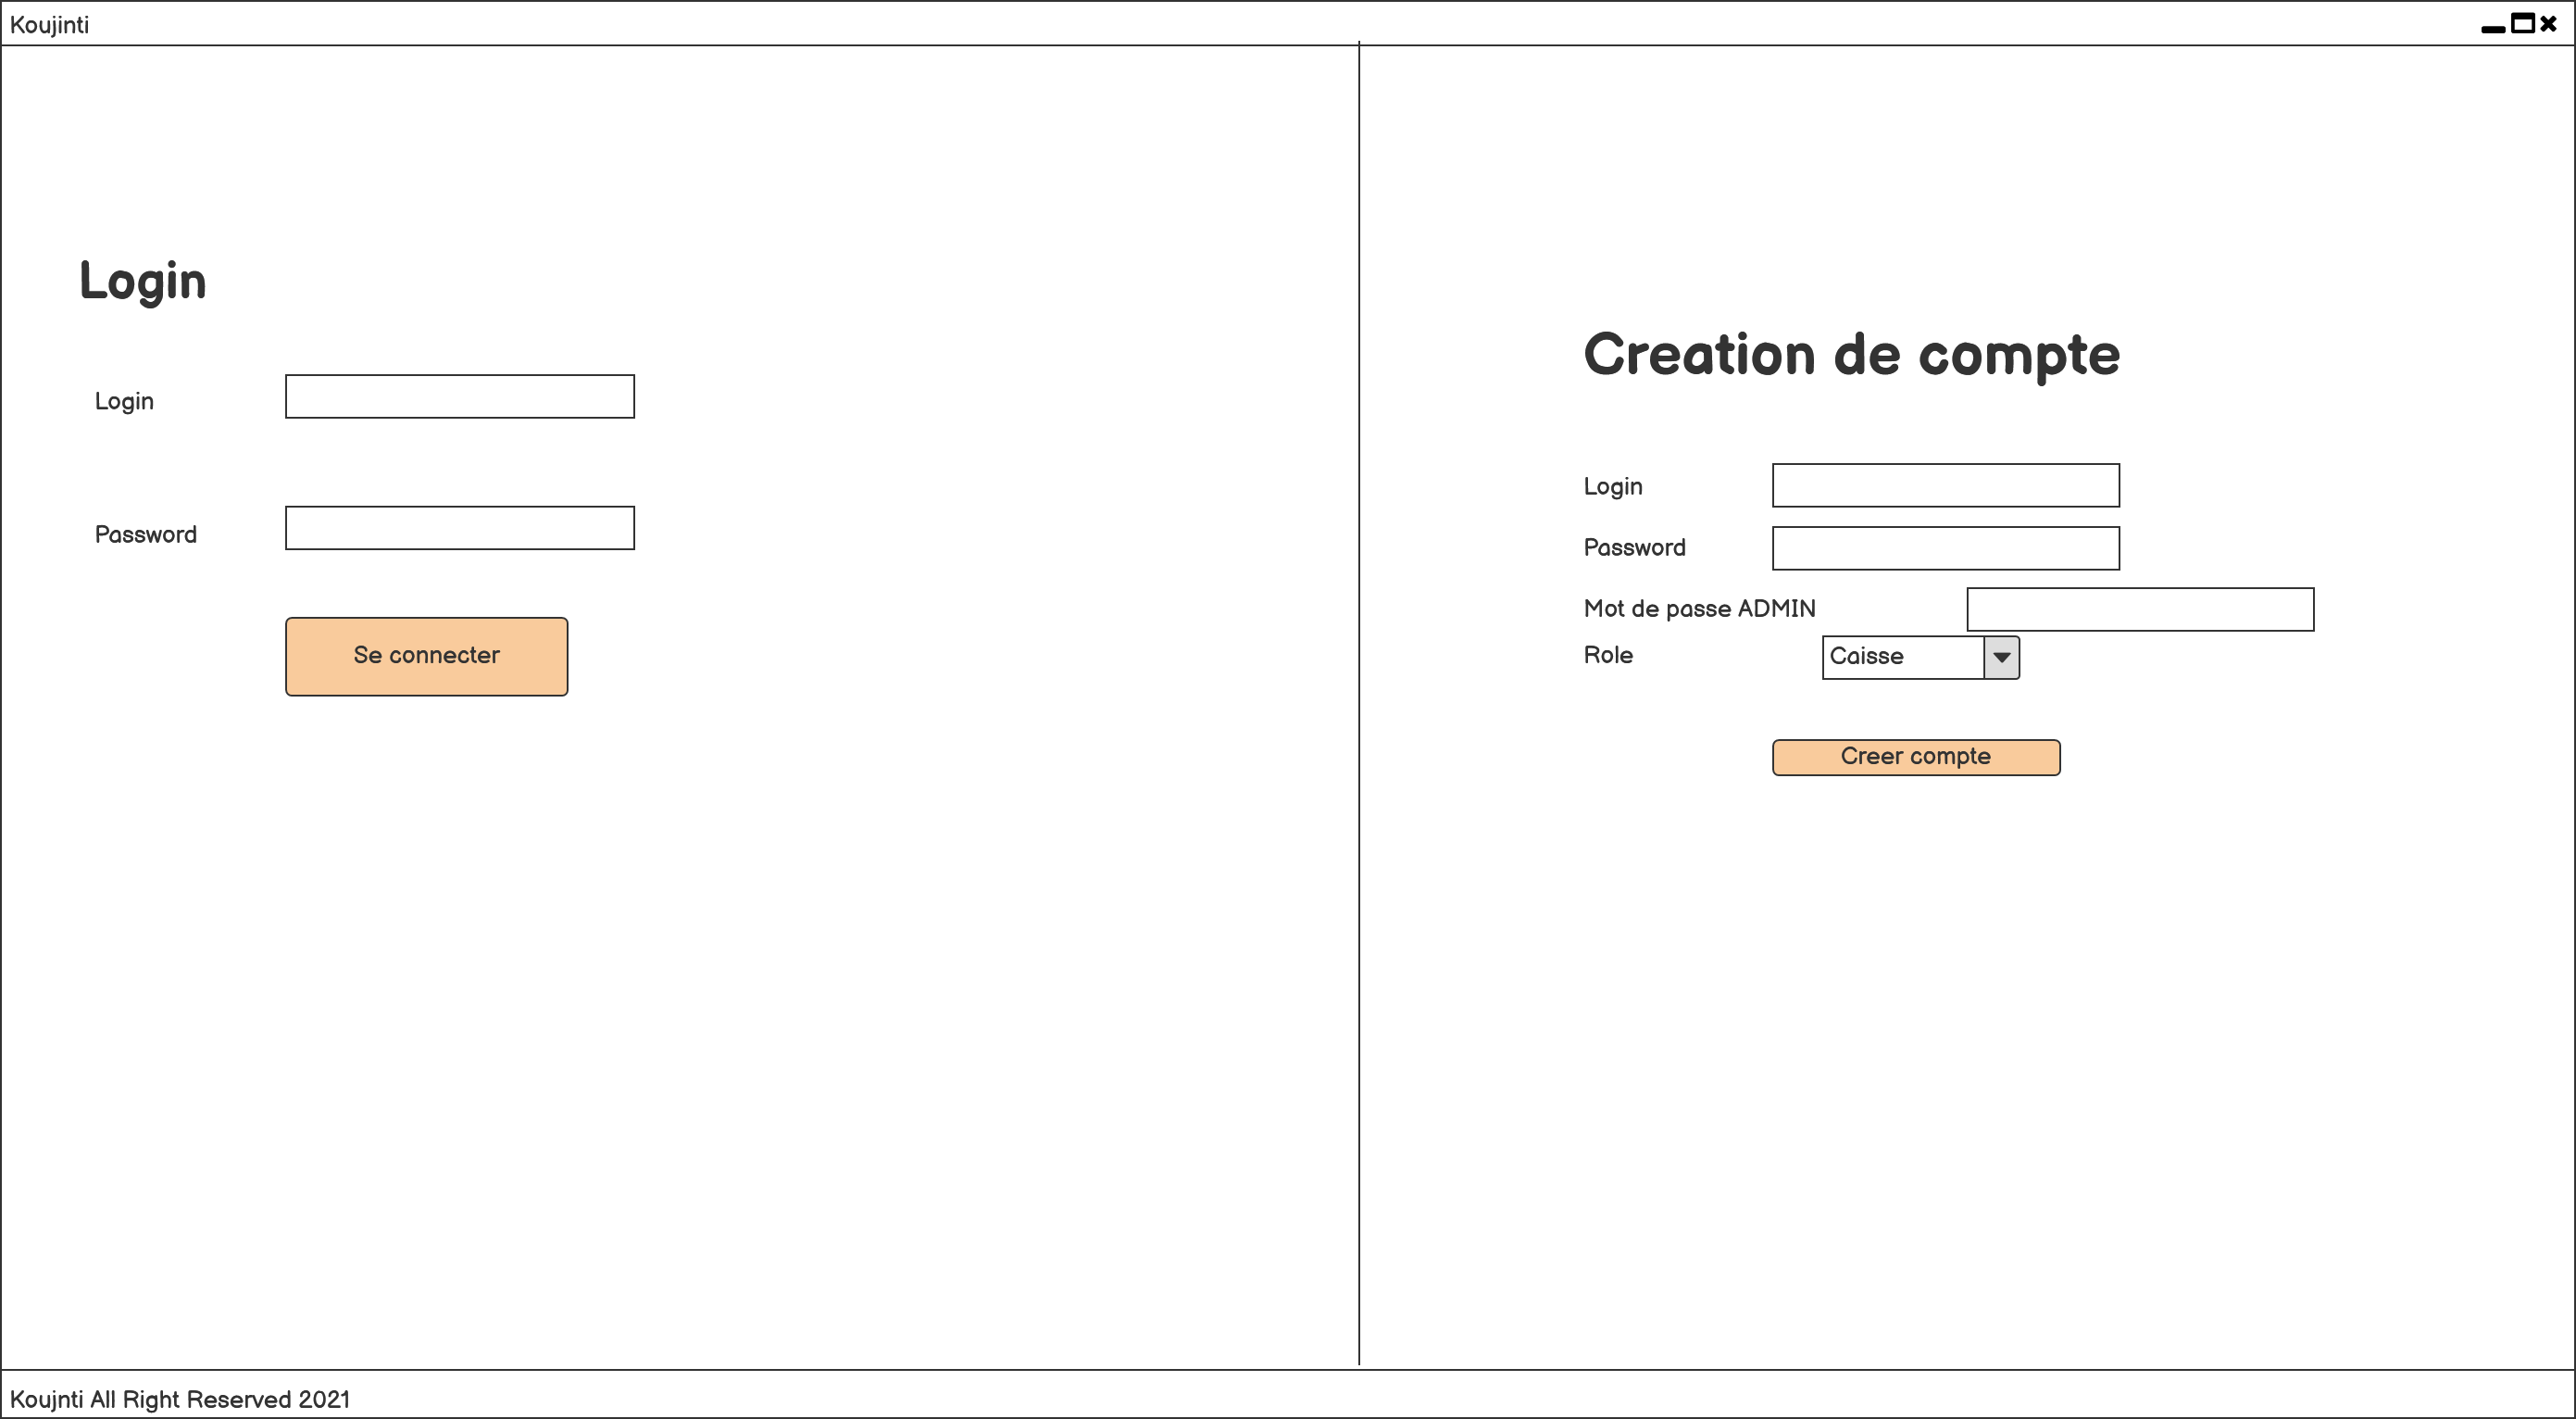 Koujinti
Login
Login
Password
Se connecter
Creation de compte
Login
Password
Mot de passe ADMIN
Role
Caisse
Creer compte
Koujnti All Right Reserved 2021